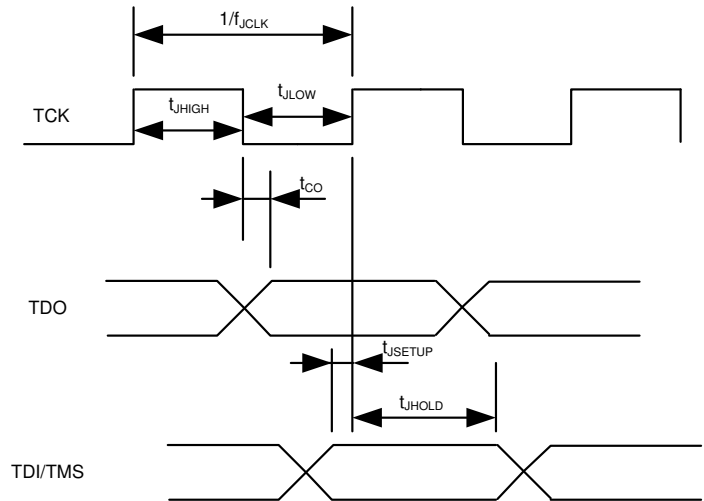 1/fJCLK
TCK
tJHIGH
tJLOW
tCO
TDO
tJSETUP
tJHOLD
TDI/TMS